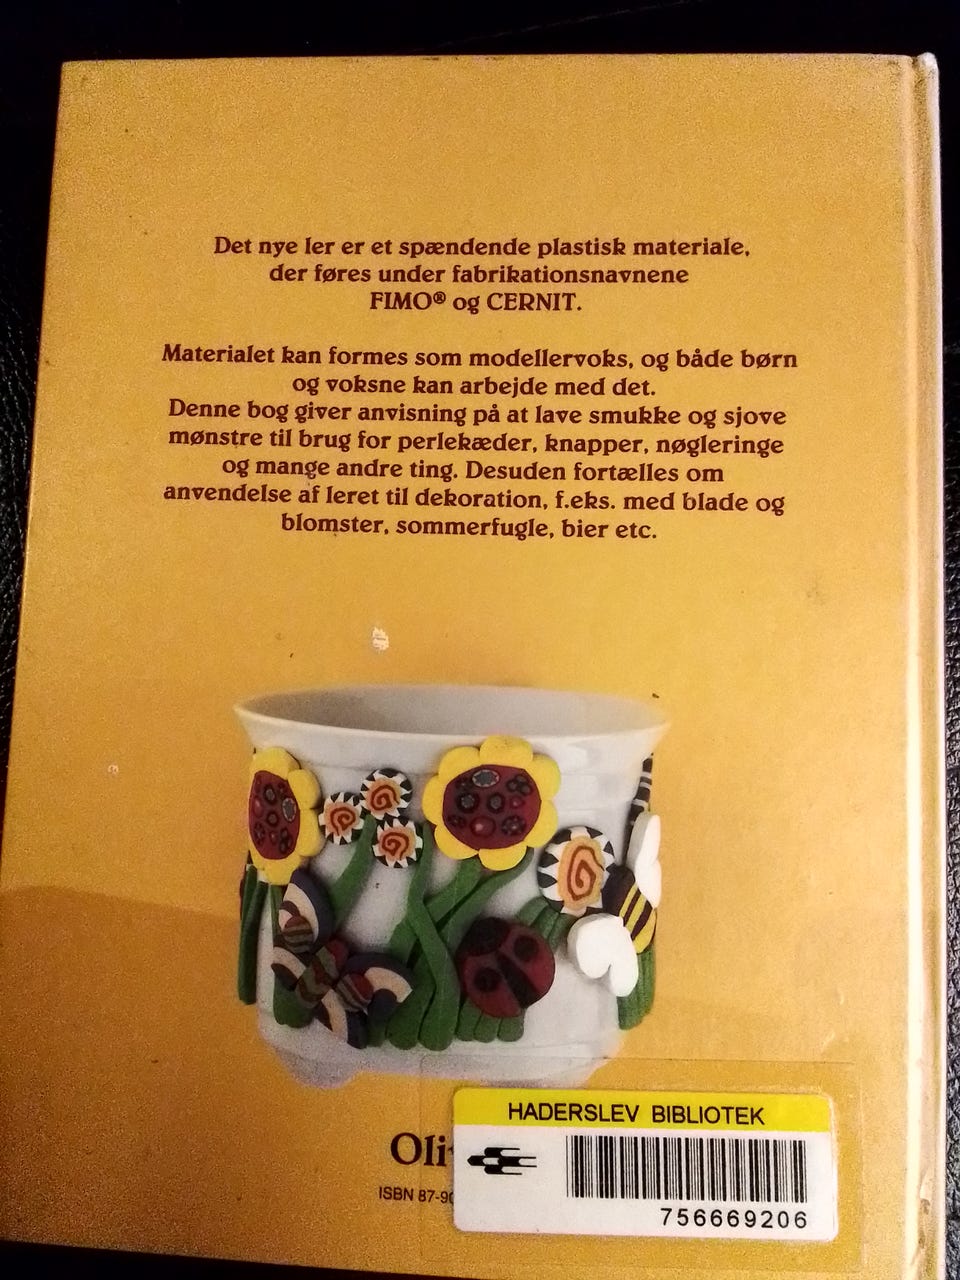 Det nye ler er et spændende plastisk materiale,
der føres under fabrikationsnavnene
FIMO® og CERNIT.
Materialet kan formes som modellervoks, og både børn
og voksne kan arbejde med det.
Denne bog giver anvisning på at lave smukke og sjove
mønstre til brug for perlekæder, knapper, nøgleringe
og mange andre ting. Desuden fortælles om
anvendelse af leret til dekoration, f.eks. med blade og
blomster, sommerfugle, bier etc.
HADERSLEV BIBLIOTEK
ISBN 87-90
756669206